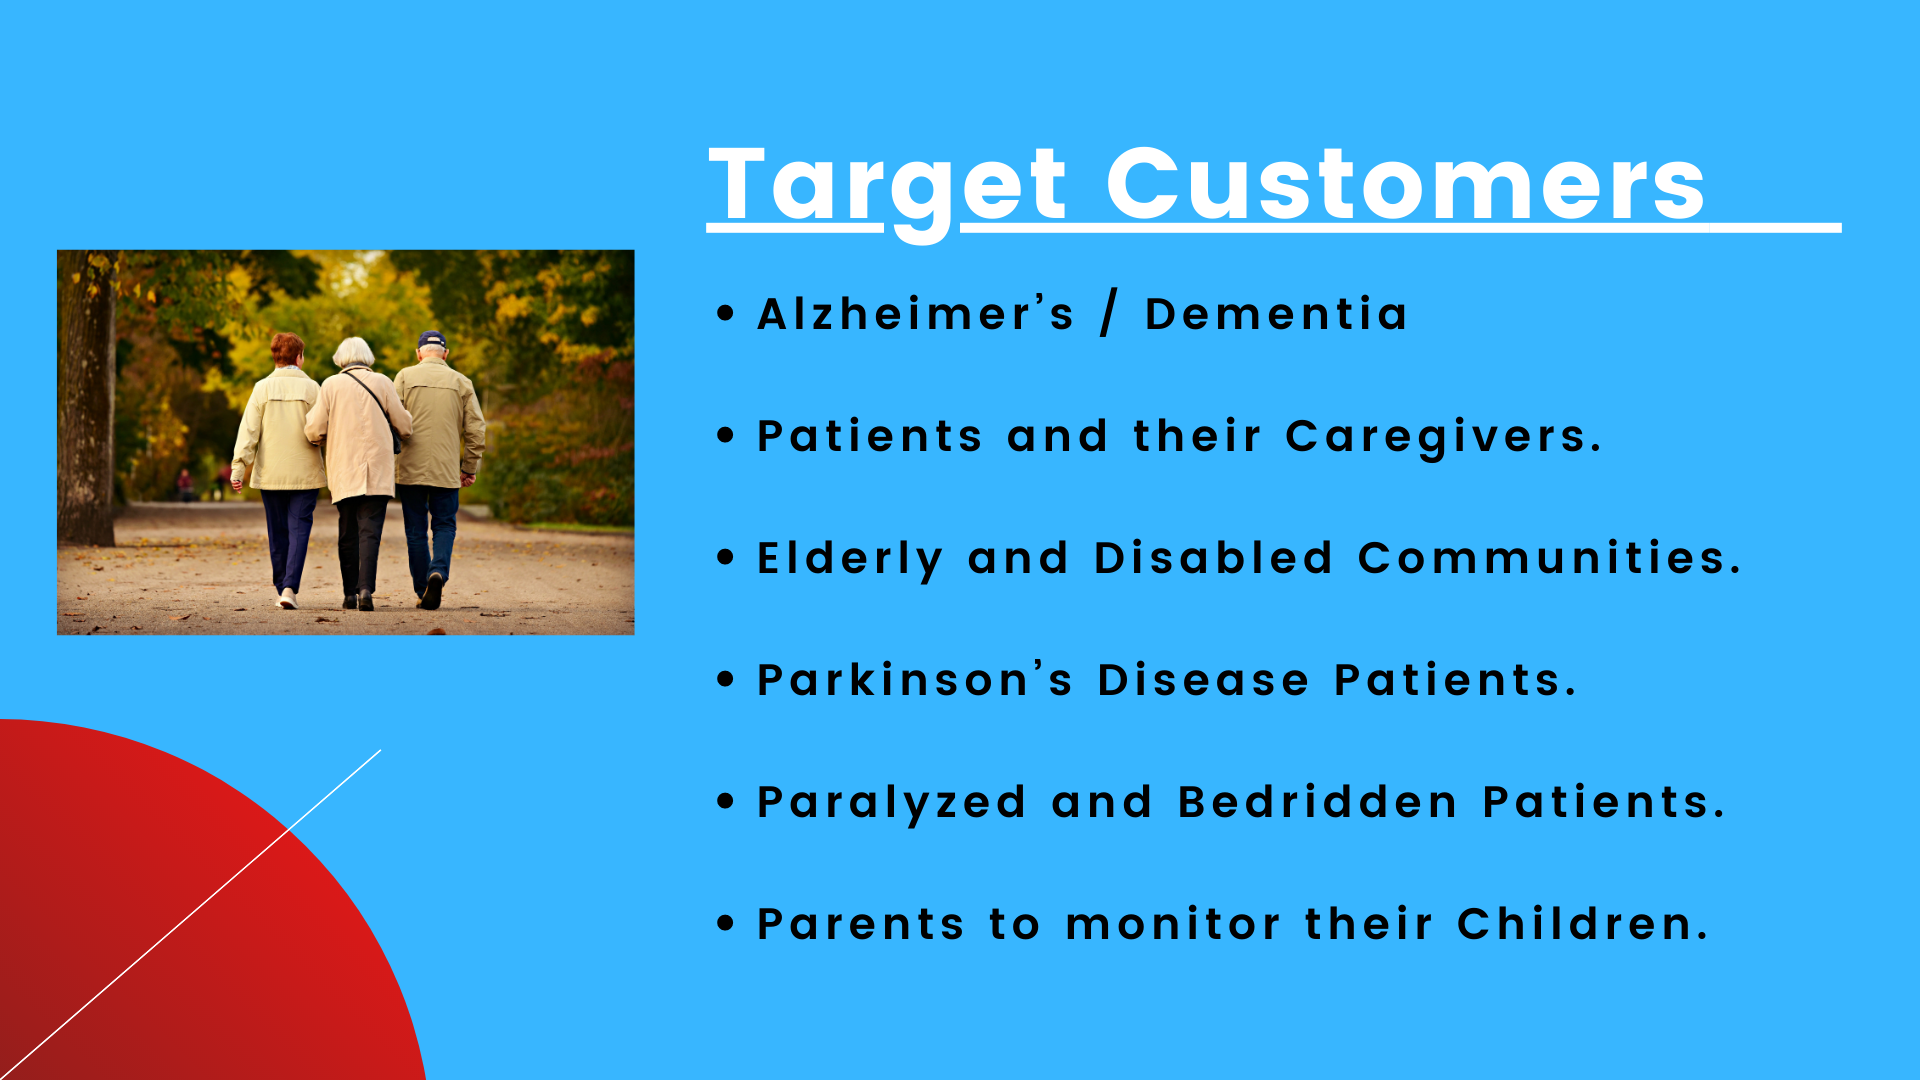 Target Customers
• Alzheimer’s / Dementia
• Patients and their Caregivers.
• Elderly and Disabled Communities.
• Parkinson’s Disease Patients.
• Paralyzed and Bedridden Patients.
• Parents to monitor their Children.